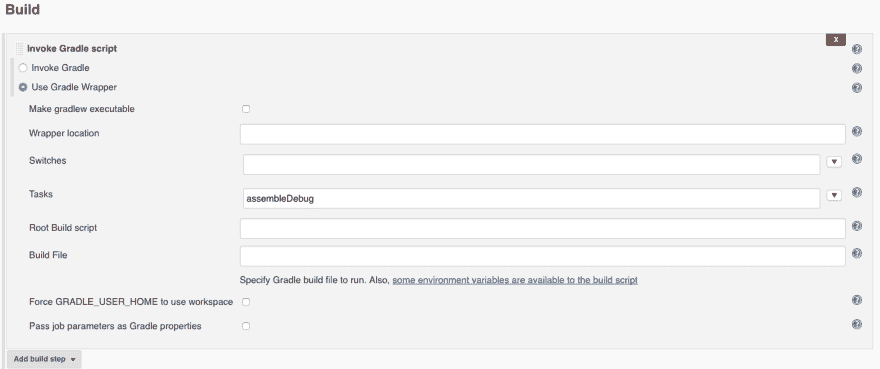 Build
Invoke Gradle script
x
Invoke Gradle
Use Gradle Wrapper
Make gradlew executable
Wrapper location
Switches
Tasks
assembleDebug
Root Build script
Build File
Specify Gradle build file to run. Also, some environment variables are available to the build script
Force GRADLE_USER_HOME to use workspace
Pass job parameters as Gradle properties
Add build step